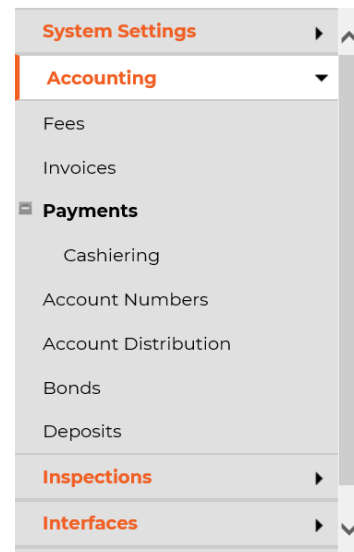 System Settings
Accounting
Fees
Invoices
Payments
Cashiering
Account Numbers
Account Distribution
Bonds
Deposits
Inspections
Interfaces